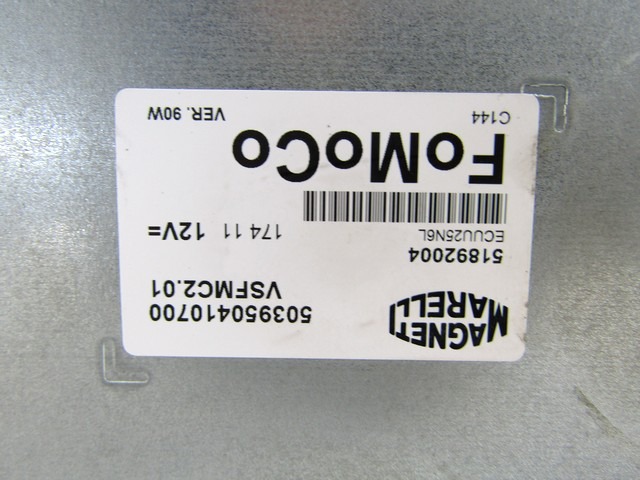 MAGNETI
MARELLI
503950410700
VSFMC2.01
51892004
ECUU25N6L
174 11 12V=
FoMoCo
C144
VER. 90W